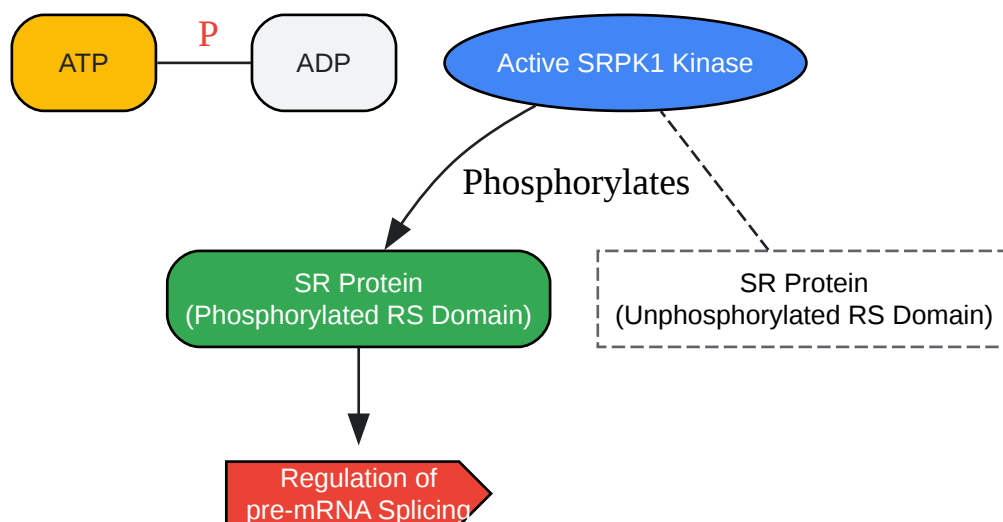 P
ATP
ADP
Active SRPK1 Kinase
Phosphorylates
SR Protein
(Phosphorylated RS Domain)
SR Protein
(Unphosphorylated RS Domain)
Regulation of
pre-mRNA Splicing